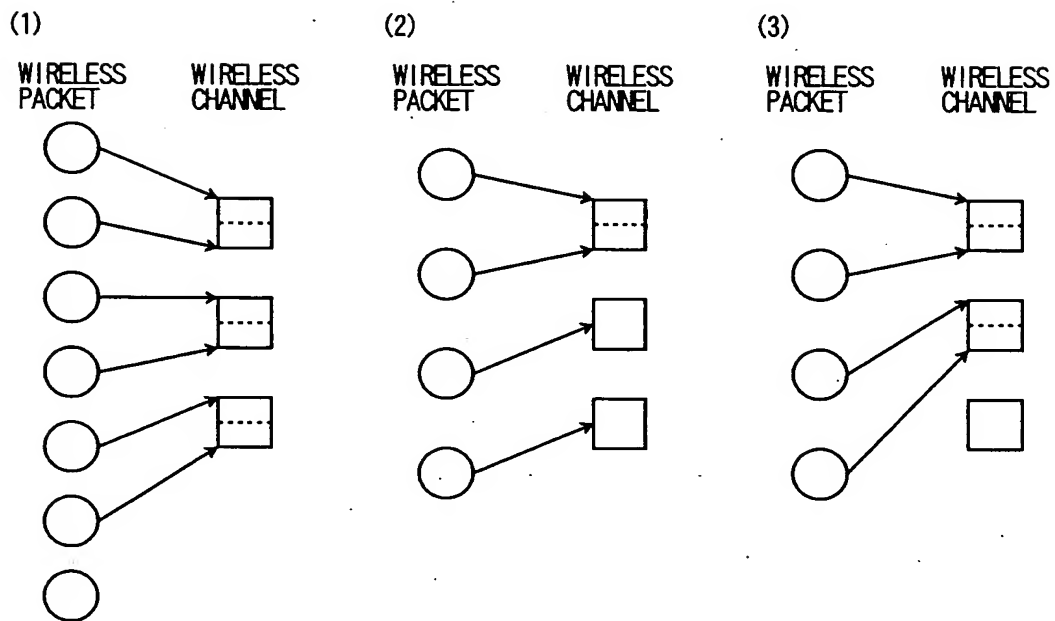 (1)
WIRELESS PACKET
WIRELESS CHANNEL
(2)
WIRELESS PACKET
WIRELESS CHANNEL
(3)
WIRELESS PACKET
WIRELESS CHANNEL